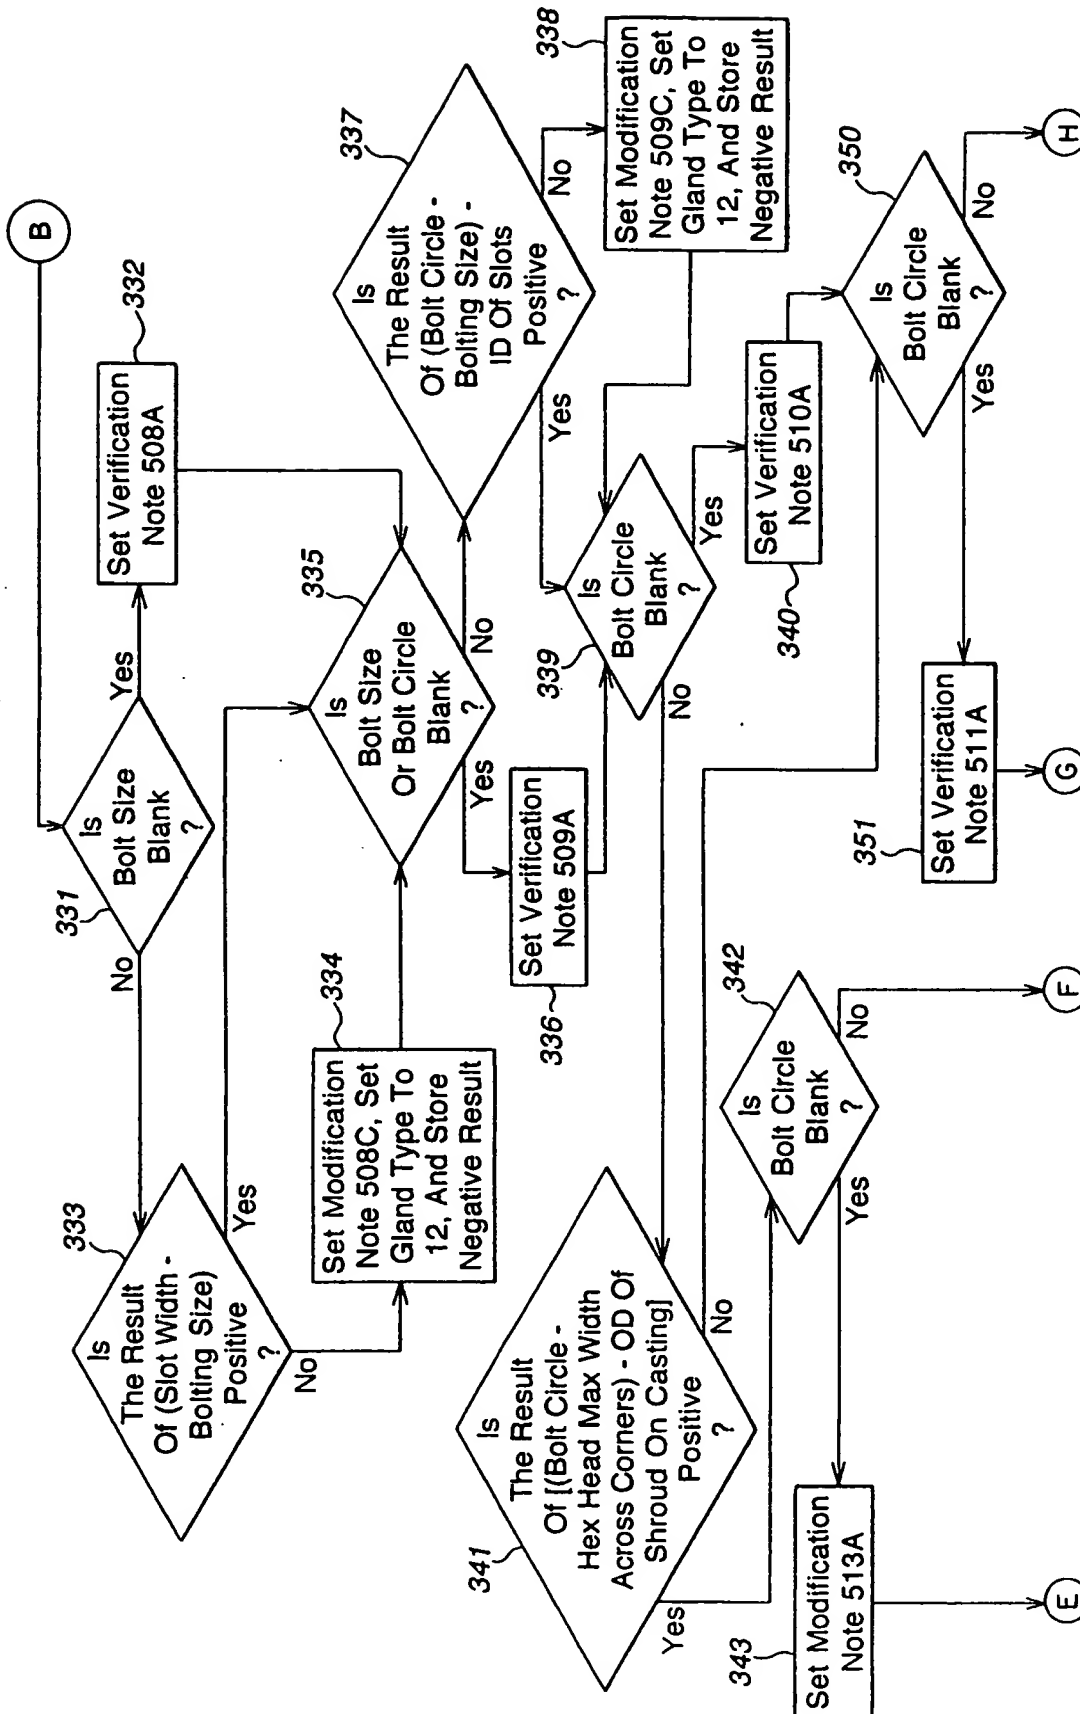 B
331
Is
Bolt Size
Blank
?
Yes
No
332
Set Verification
Note 508A
333
Is
The Result
Of (Slot Width -
Bolting Size)
Positive
?
Yes
No
334
Set Modification
Note 508C, Set
Gland Type To
12, And Store
Negative Result
335
Is
Bolt Size
Or Bolt Circle
Blank
?
Yes
No
336
Set Verification
Note 509A
337
Is
The Result
Of (Bolt Circle -
Bolting Size) -
ID Of Slots
Positive
?
Yes
No
338
Set Modification
Note 509C, Set
Gland Type To
12, And Store
Negative Result
339
Is
Bolt Circle
Blank
?
Yes
No
340
Set Verification
Note 510A
341
Is
The Result
Of [(Bolt Circle -
Hex Head Max Width
Across Corners) - OD Of
Shroud On Casting]
Positive
?
Yes
No
342
Is
Bolt Circle
Blank
?
Yes
No
343
Set Modification
Note 513A
350
Is
Bolt Circle
Blank
?
Yes
No
351
Set Verification
Note 511A
E
F
G
H